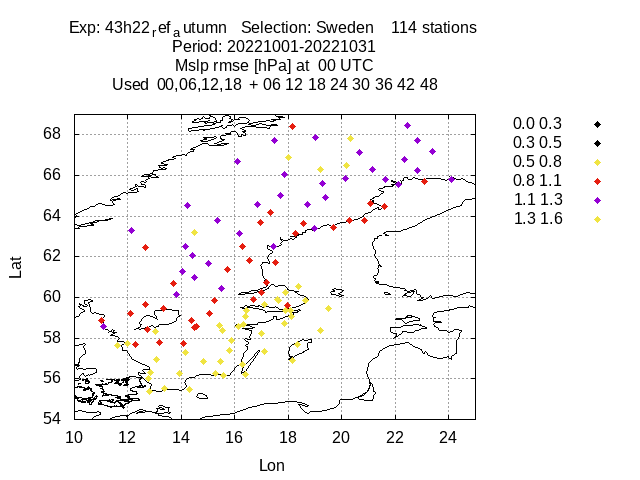 Exp: 43h22refautumn Selection: Sweden 114 stations
Period: 20221001-20221031
Mslp rmse [hPa] at 00 UTC
Used 00,06,12,18 + 06 12 18 24 30 36 42 48
0.0 0.3
0.3 0.5
0.5 0.8
0.8 1.1
1.1 1.3
1.3 1.6
Lat
68
66
64
62
60
58
56
54
10 12 14 16 18 20 22 24
Lon